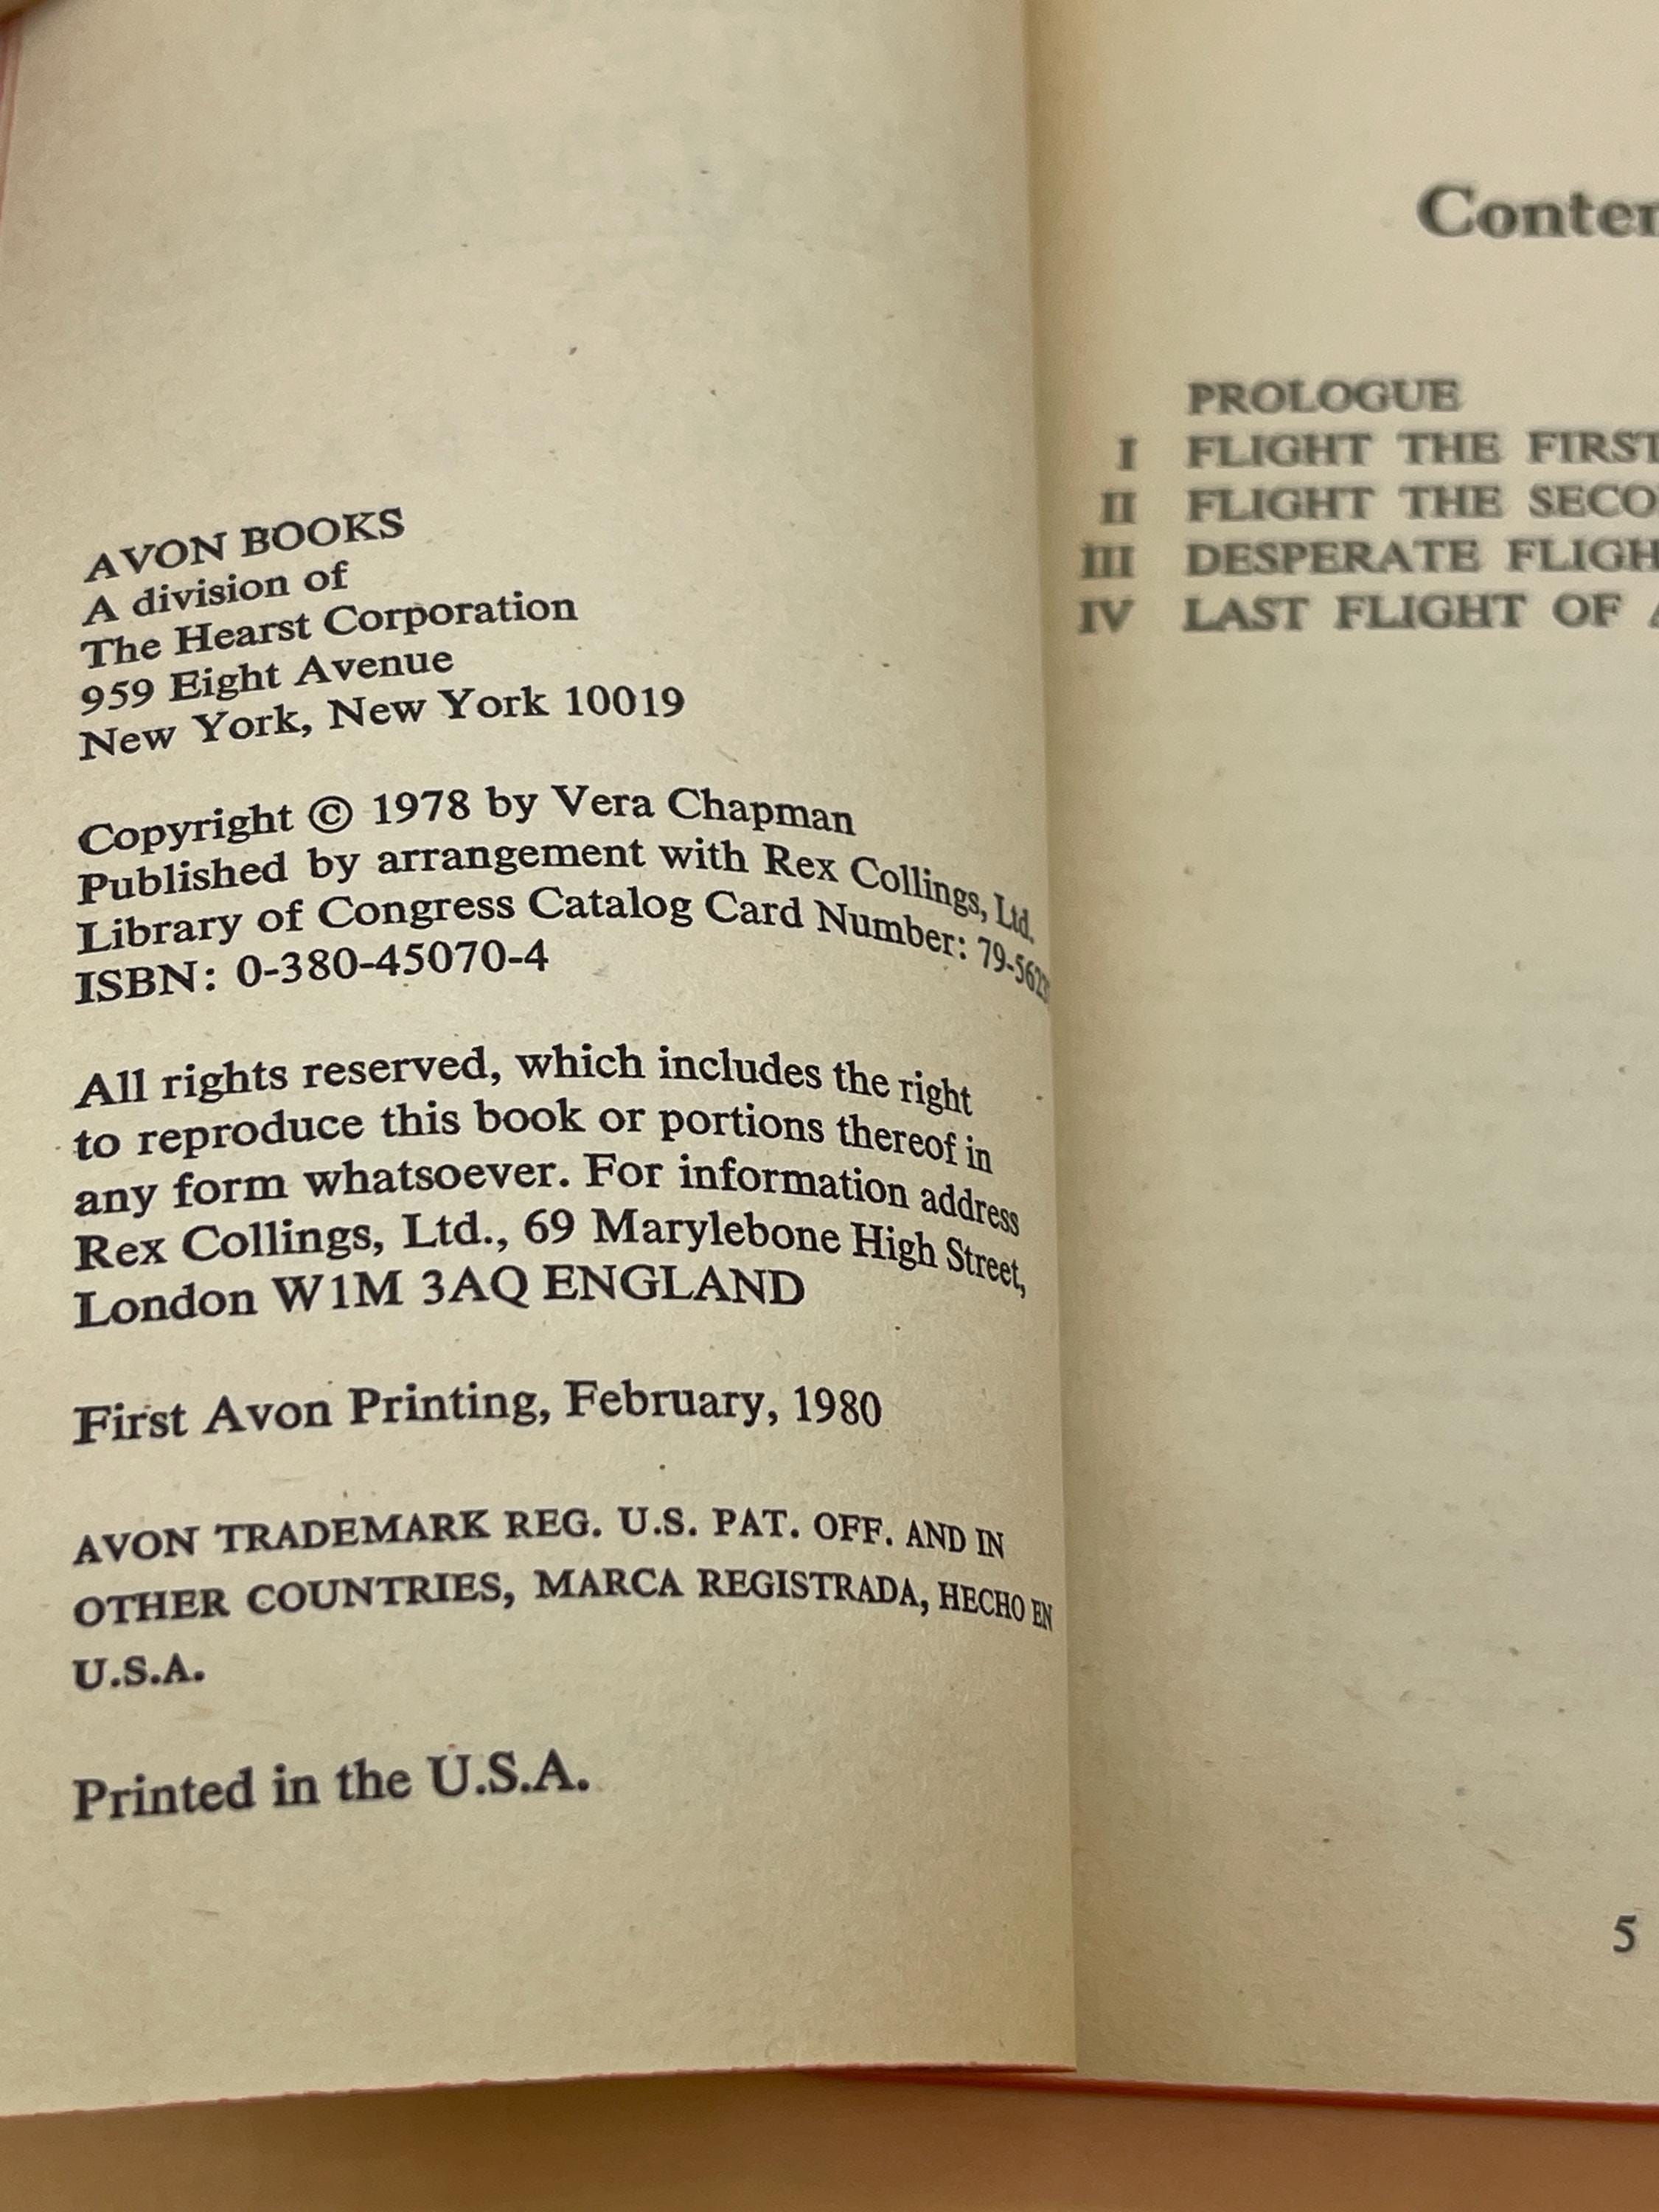 AVON BOOKS
A division of
The Hearst Corporation
959 Eight Avenue
New York, New York 10019
Copyright © 1978 by Vera Chapman
Published by arrangement with Rex Collings, Ltd.
Library of Congress Catalog Card Number:
ISBN: 0-380-45070-4
All rights reserved, which includes the right
to reproduce this book or portions thereof in
any form whatsoever. For information address
Rex Collings, Ltd., 69 Marylebone High Street,
London W1M 3AQ ENGLAND
First Avon Printing, February, 1980
AVON TRADEMARK REG. U.S. PAT. OFF. AND IN
OTHER COUNTRIES, MARCA REGISTRADA, HECHO EN
U.S.A.
Printed in the U.S.A.
Conten
PROLOGUE
I FLIGHT THE FIRST
II FLIGHT THE SECO
III DESPERATE FLIGH
IV LAST FLIGHT OF
5